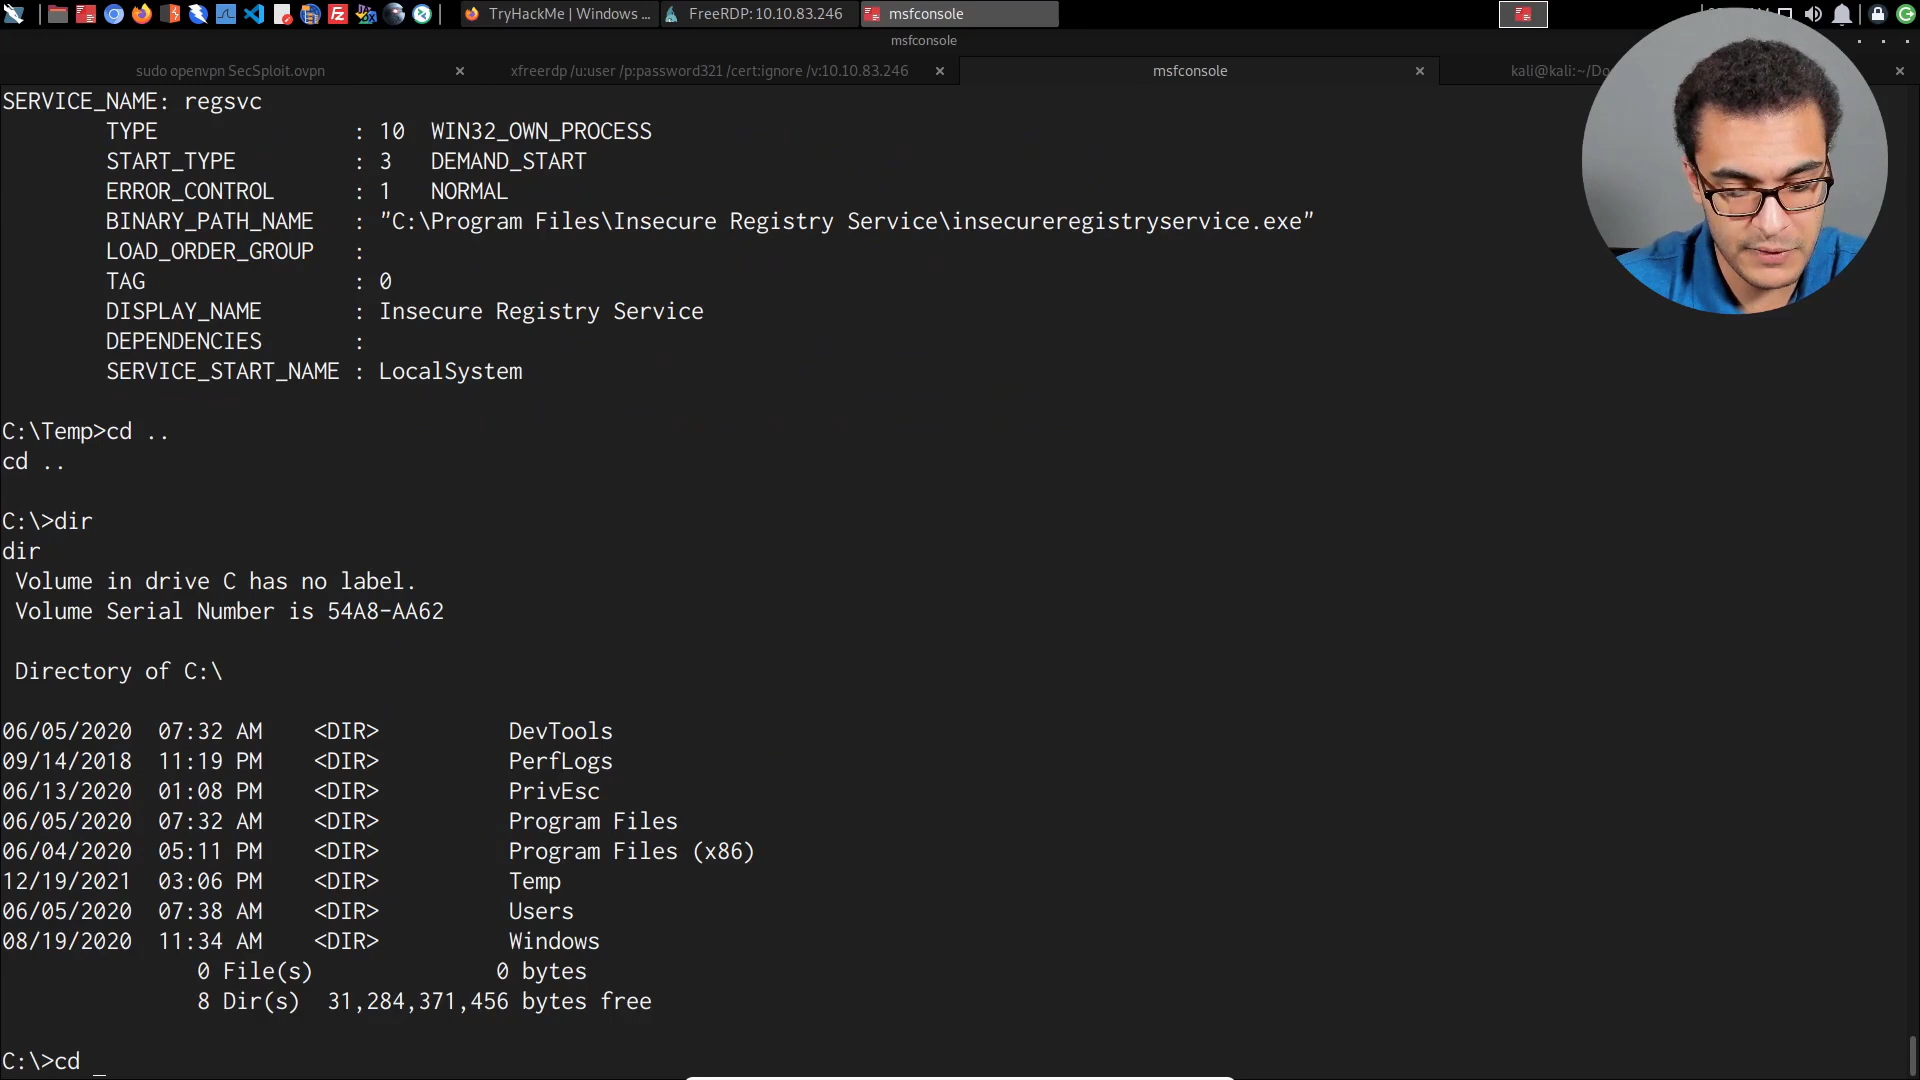 TryHackMe | Windows ...
FreeRDP: 10.10.83.246
msfconsole
msfconsole
sudo openvpn SecSploit.ovpn
xfreerdp /u:user /p:password321 /cert:ignore /v:10.10.83.246
msfconsole
kali@kali:~/Do
SERVICE_NAME: regsvc
TYPE : 10 WIN32_OWN_PROCESS
START_TYPE : 3 DEMAND_START
ERROR_CONTROL : 1 NORMAL
BINARY_PATH_NAME : "C:\Program Files\Insecure Registry Service\insecureregistryservice.exe"
LOAD_ORDER_GROUP :
TAG : 0
DISPLAY_NAME : Insecure Registry Service
DEPENDENCIES :
SERVICE_START_NAME : LocalSystem
C:\Temp>cd ..
cd ..
C:\>dir
dir
Volume in drive C has no label.
Volume Serial Number is 54A8-AA62
Directory of C:\
06/05/2020 07:32 AM <DIR> DevTools
09/14/2018 11:19 PM <DIR> PerfLogs
06/13/2020 01:08 PM <DIR> PrivEsc
06/05/2020 07:32 AM <DIR> Program Files
06/04/2020 05:11 PM <DIR> Program Files (x86)
12/19/2021 03:06 PM <DIR> Temp
06/05/2020 07:38 AM <DIR> Users
08/19/2020 11:34 AM <DIR> Windows
0 File(s) 0 bytes
8 Dir(s) 31,284,371,456 bytes free
C:\>cd _